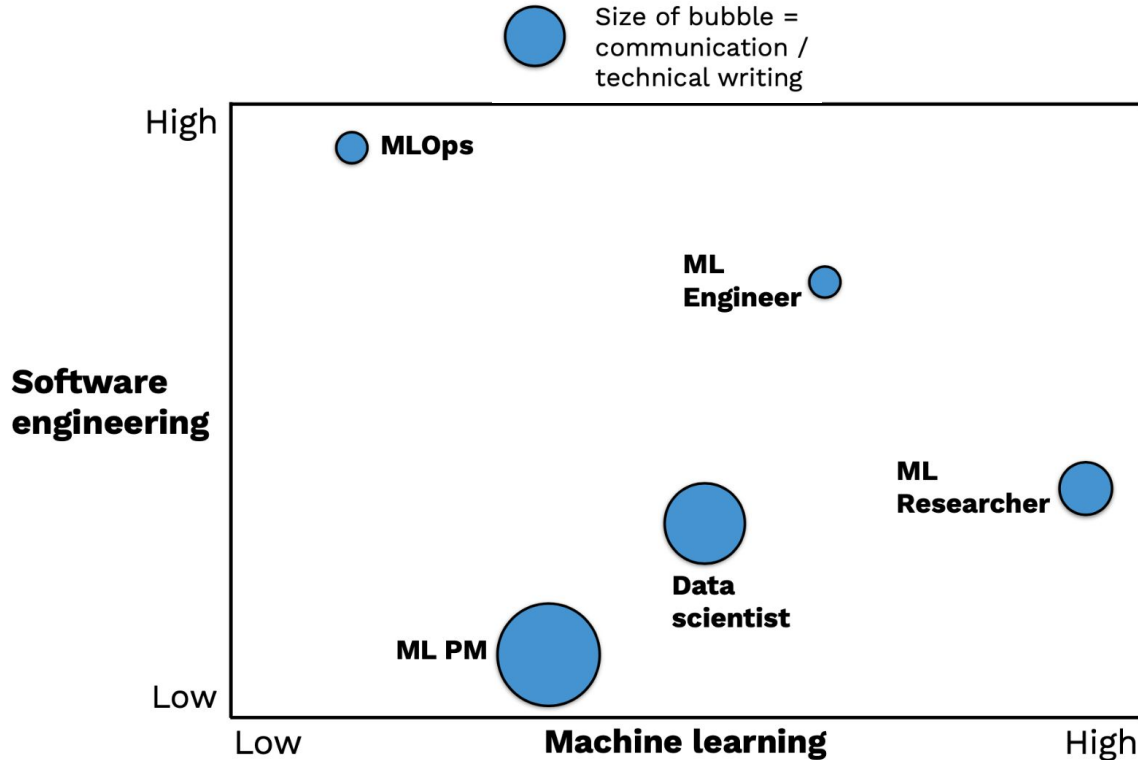 Size of bubble =
communication /
technical writing
High
MLOps
ML
Engineer
Software
engineering
ML
Researcher
Data
scientist
ML PM
Low
Low
Machine learning
High